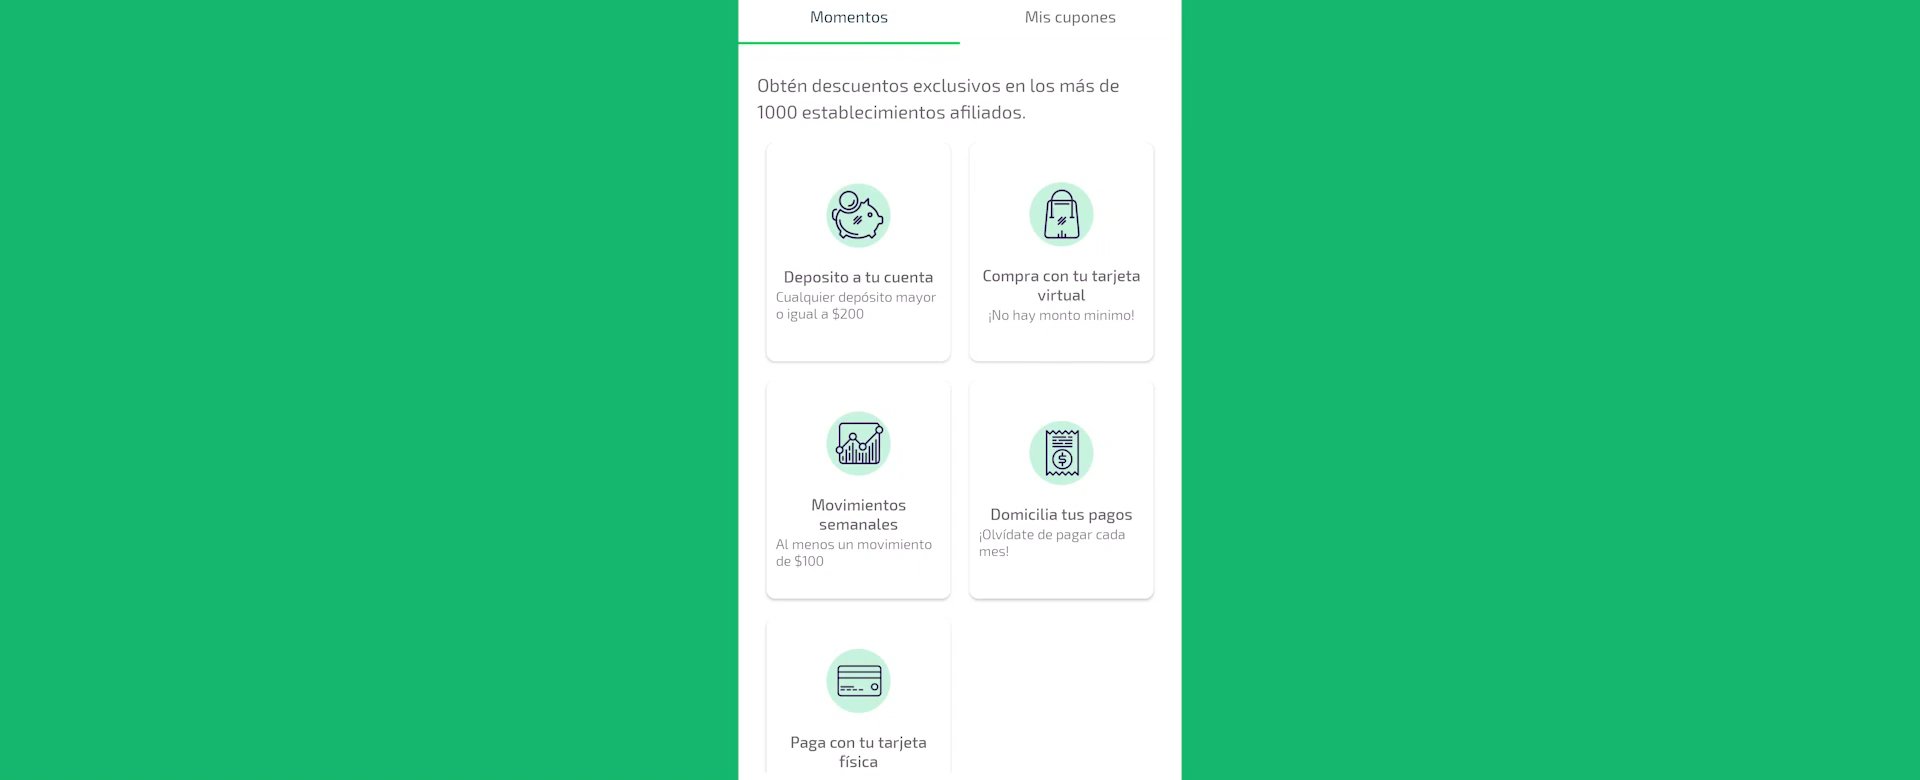 Momentos
Mis cupones
Obtén descuentos exclusivos en los más de
1000 establecimientos afiliados.
Deposito a tu cuenta
Cualquier depósito mayor
o igual a $200
Compra con tu tarjeta
virtual
¡No hay monto minimo!
Movimientos
semanales
Al menos un movimiento
de $100
Domicilia tus pagos
¡Olvídate de pagar cada
mes!
Paga con tu tarjeta
física